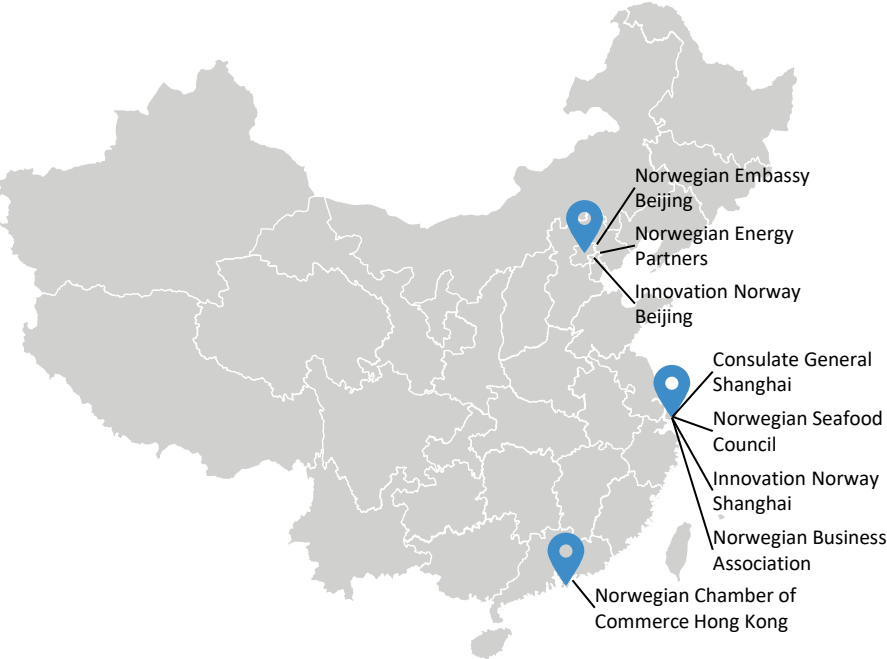 Norwegian Embassy
Beijing
Norwegian Energy
Partners
Innovation Norway
Beijing
Consulate General
Shanghai
Norwegian Seafood
Council
Innovation Norway
Shanghai
Norwegian Business
Association
Norwegian Chamber of
Commerce Hong Kong